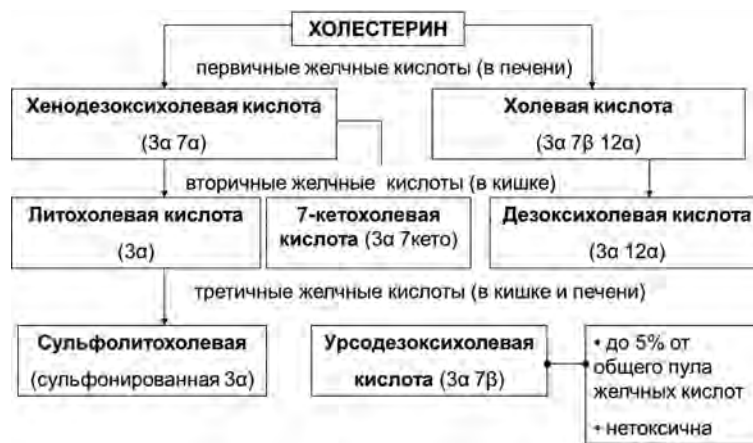 ХОЛЕСТЕРИН
первичные желчные кислоты (в печени)
Хенодезоксихолевая кислота
(3α 7α)
Холевая кислота
(3α 7β 12α)
вторичные желчные кислоты (в кишке)
Литохолевая кислота
(3α)
7-кетохолевая
кислота (3α 7кето)
Дезоксихолевая кислота
(3α 12α)
третичные желчные кислоты (в кишке и печени)
Сульфолитохолевая
(сульфонированная 3α)
Урсодезоксихолевая
кислота (3α 7β)
• до 5% от
общего пула
желчных кислот
• нетоксична